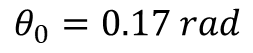 θ₀ = 0.17 rad